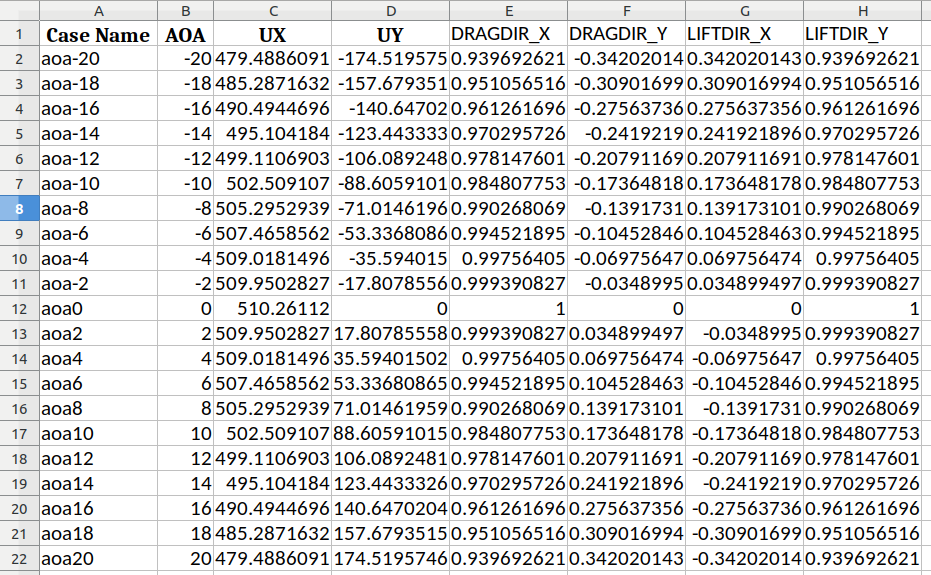 A B C D E F G H
1 Case Name AOA UX UY DRAGDIR_X DRAGDIR_Y LIFTDIR_X LIFTDIR_Y
2 aoa-20 -20 479.4886091 -174.519575 0.939692621 -0.34202014 0.342020143 0.939692621
3 aoa-18 -18 485.2871632 -157.679351 0.951056516 -0.30901699 0.309016994 0.951056516
4 aoa-16 -16 490.4944696 -140.64702 0.961261696 -0.27563736 0.275637356 0.961261696
5 aoa-14 -14 495.104184 -123.443333 0.970295726 -0.2419219 0.241921896 0.970295726
6 aoa-12 -12 499.1106903 -106.089248 0.978147601 -0.20791169 0.207911691 0.978147601
7 aoa-10 -10 502.509107 -88.6059101 0.984807753 -0.17364818 0.173648178 0.984807753
8 aoa-8 -8 505.2952939 -71.0146196 0.990268069 -0.1391731 0.139173101 0.990268069
9 aoa-6 -6 507.4658562 -53.3368086 0.994521895 -0.10452846 0.104528463 0.994521895
10 aoa-4 -4 509.0181496 -35.594015 0.99756405 -0.06975647 0.069756474 0.99756405
11 aoa-2 -2 509.9502827 -17.8078556 0.999390827 -0.0348995 0.034899497 0.999390827
12 aoa0 0 510.26112 0 1 0 0 1
13 aoa2 2 509.9502827 17.80785558 0.999390827 0.034899497 -0.0348995 0.999390827
14 aoa4 4 509.0181496 35.59401502 0.99756405 0.069756474 -0.06975647 0.99756405
15 aoa6 6 507.4658562 53.33680865 0.994521895 0.104528463 -0.10452846 0.994521895
16 aoa8 8 505.2952939 71.01461959 0.990268069 0.139173101 -0.1391731 0.990268069
17 aoa10 10 502.509107 88.60591015 0.984807753 0.173648178 -0.17364818 0.984807753
18 aoa12 12 499.1106903 106.0892481 0.978147601 0.207911691 -0.20791169 0.978147601
19 aoa14 14 495.104184 123.4433326 0.970295726 0.241921896 -0.2419219 0.970295726
20 aoa16 16 490.4944696 140.6470204 0.961261696 0.275637356 -0.27563736 0.961261696
21 aoa18 18 485.2871632 157.6793515 0.951056516 0.309016994 -0.30901699 0.951056516
22 aoa20 20 479.4886091 174.5195746 0.939692621 0.342020143 -0.34202014 0.939692621